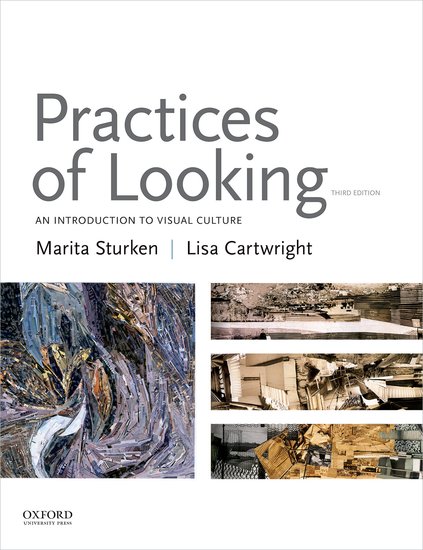 Practices
of Looking
THIRD EDITION
AN INTRODUCTION TO VISUAL CULTURE
Marita Sturken | Lisa Cartwright
OXFORD
UNIVERSITY PRESS